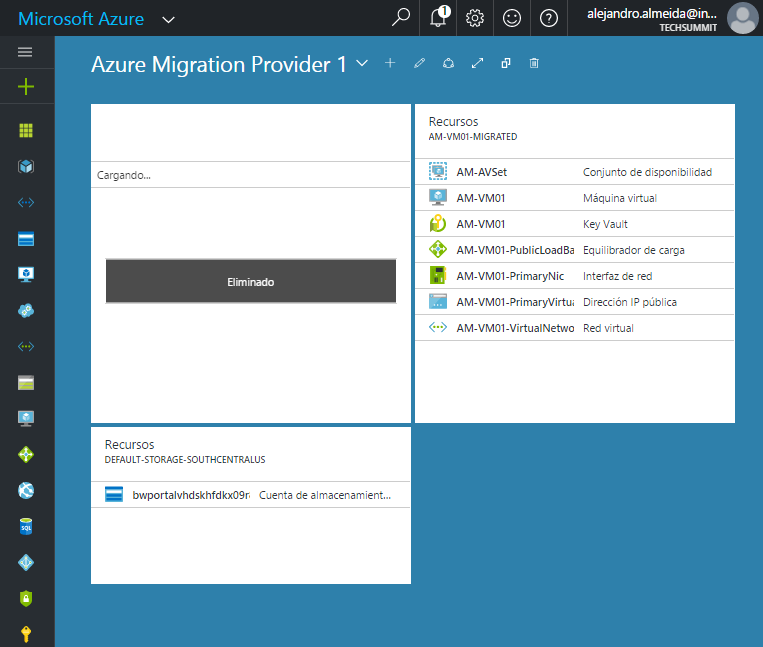 Microsoft Azure
1
alejandro.almeida@in...
TECHSUMMIT
Azure Migration Provider 1
Cargando...
Eliminado
Recursos
AM-VM01-MIGRATED
AM-AVSet Conjunto de disponibilidad
AM-VM01 Máquina virtual
AM-VM01 Key Vault
AM-VM01-PublicLoadBa Equilibrador de carga
AM-VM01-PrimaryNic Interfaz de red
AM-VM01-PrimaryVirtua Dirección IP pública
AM-VM01-VirtualNetwo Red virtual
Recursos
DEFAULT-STORAGE-SOUTHCENTRALUS
bwportalvhdskhfdkx09r Cuenta de almacenamient...
SQL